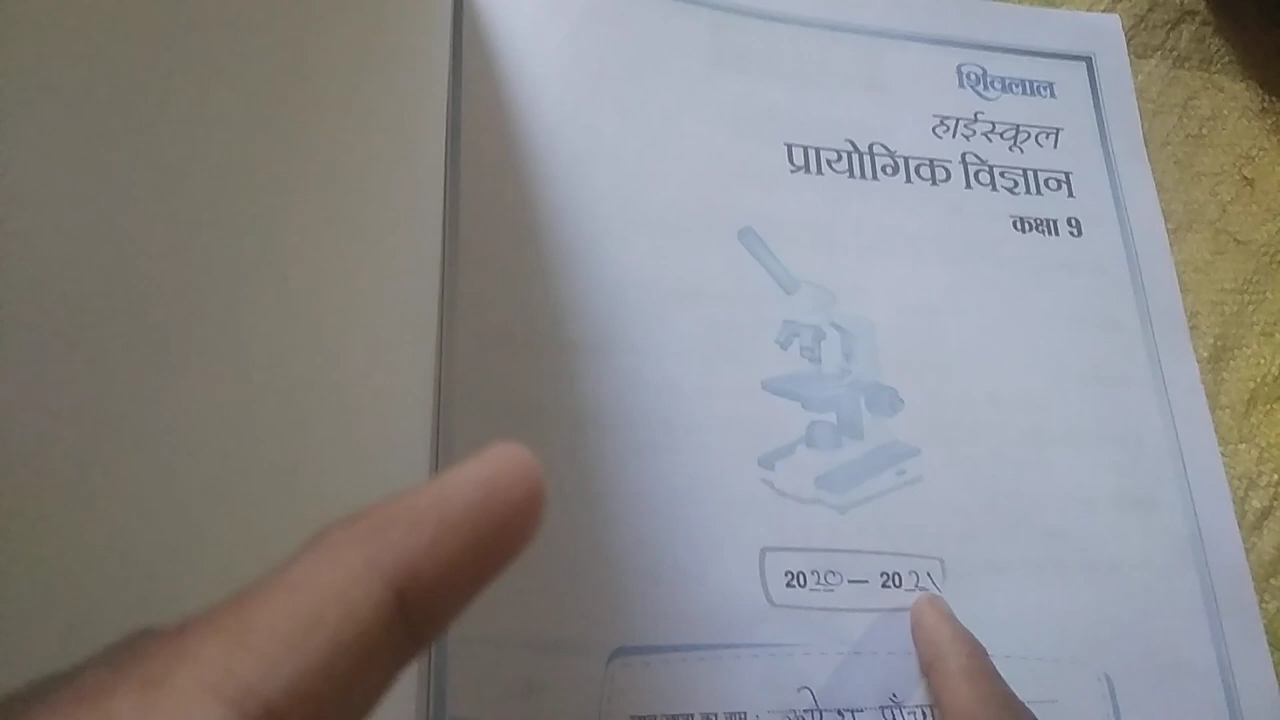 शिवलाल
हाईस्कूल
प्रायोगिक विज्ञान
कक्षा 9
2020 — 2021